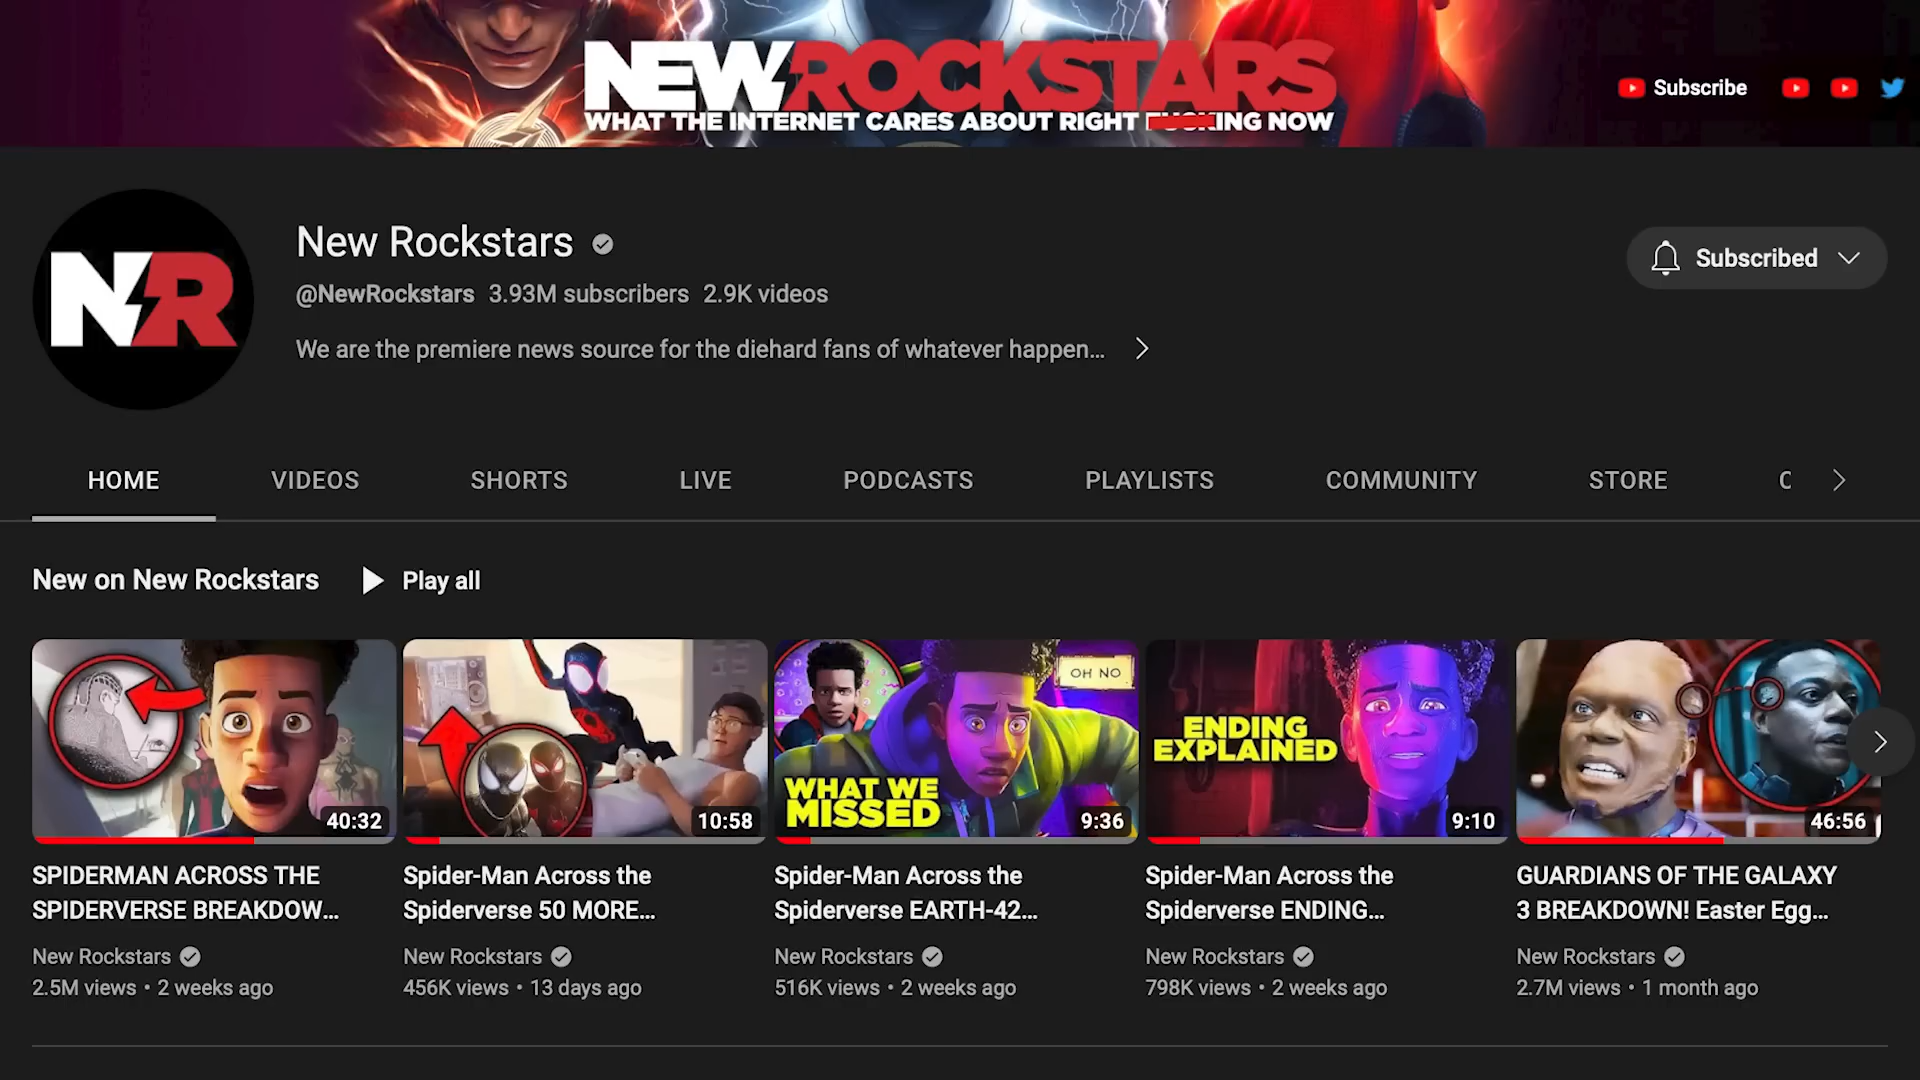 NEW ROCKSTARS
WHAT THE INTERNET CARES ABOUT RIGHT FUCKING NOW
Subscribe
NR
New Rockstars
@NewRockstars 3.93M subscribers 2.9K videos
We are the premiere news source for the diehard fans of whatever happen...
Subscribed
HOME VIDEOS SHORTS LIVE PODCASTS PLAYLISTS COMMUNITY STORE C
New on New Rockstars Play all
40:32
SPIDERMAN ACROSS THE
SPIDERVERSE BREAKDOW...
New Rockstars
2.5M views • 2 weeks ago
10:58
Spider-Man Across the
Spiderverse 50 MORE...
New Rockstars
456K views • 13 days ago
OH NO
WHAT WE
MISSED
9:36
Spider-Man Across the
Spiderverse EARTH-42...
New Rockstars
516K views • 2 weeks ago
ENDING
EXPLAINED
9:10
Spider-Man Across the
Spiderverse ENDING...
New Rockstars
798K views • 2 weeks ago
46:56
GUARDIANS OF THE GALAXY
3 BREAKDOWN! Easter Egg...
New Rockstars
2.7M views • 1 month ago